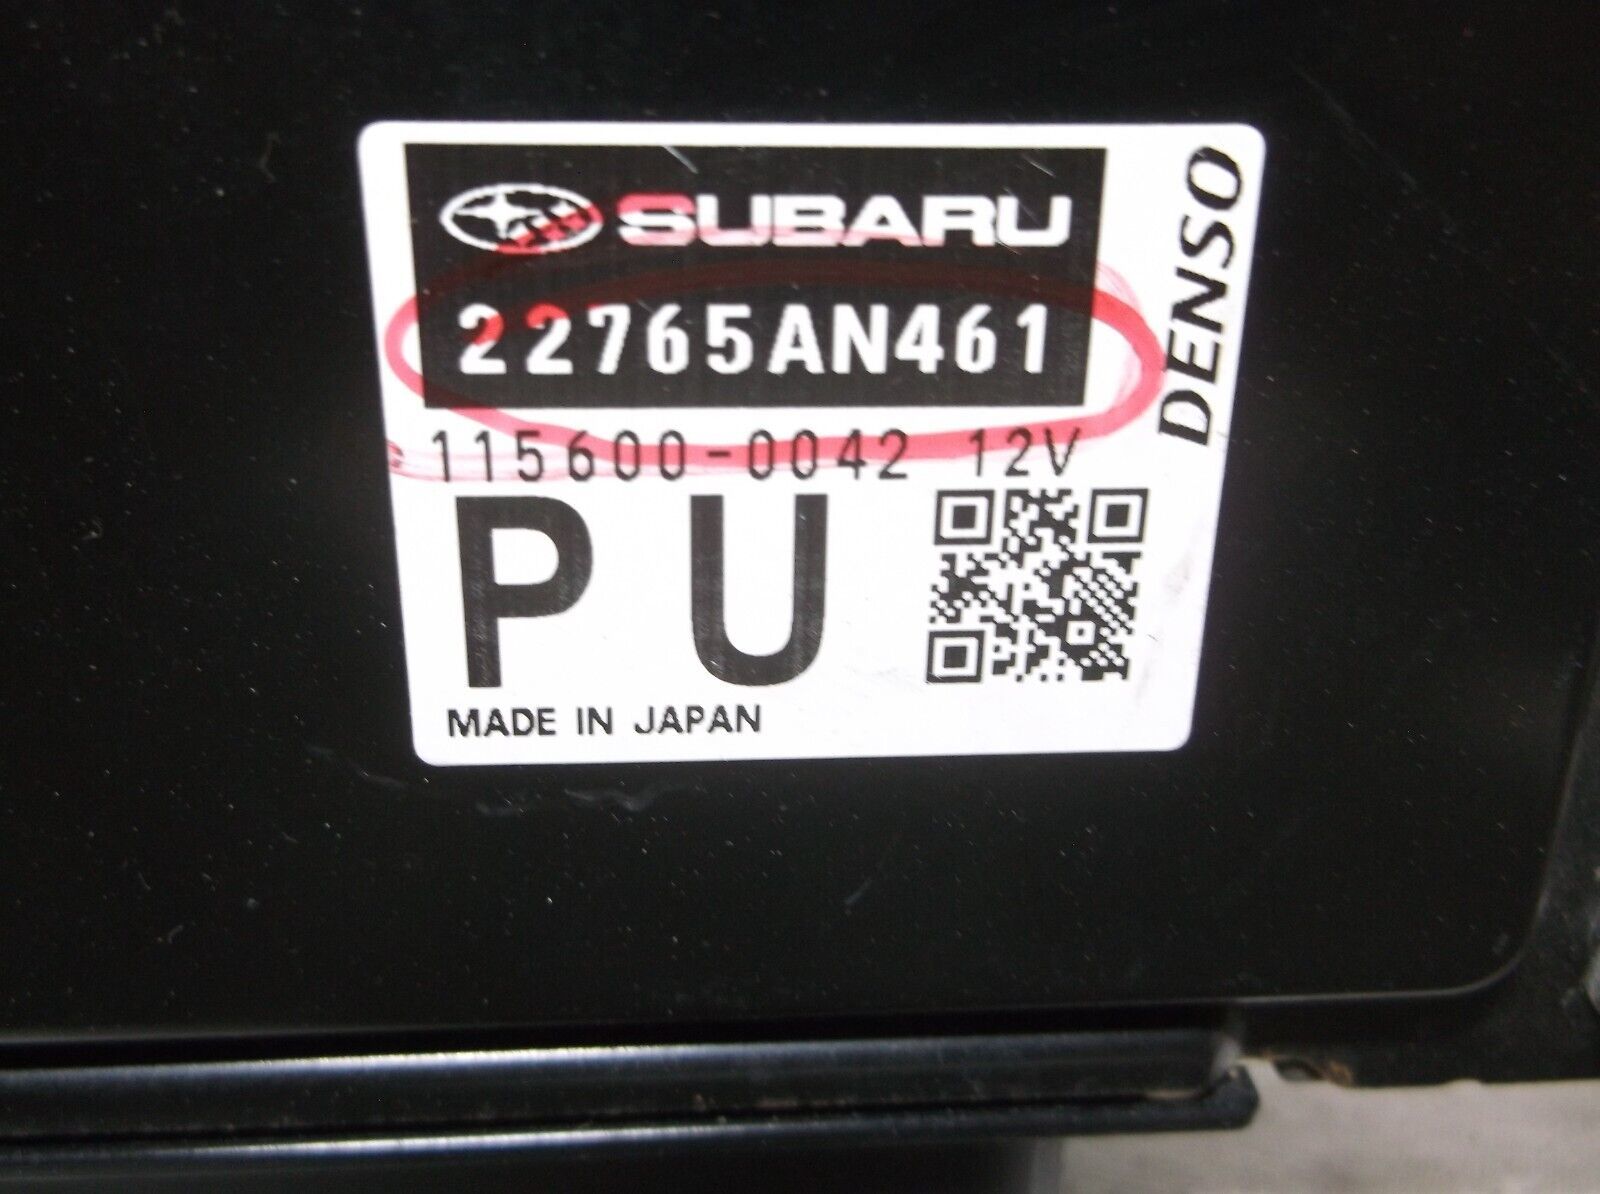 SUBARU
22765AN461
115600-0042 12V
PU
MADE IN JAPAN
DENSO